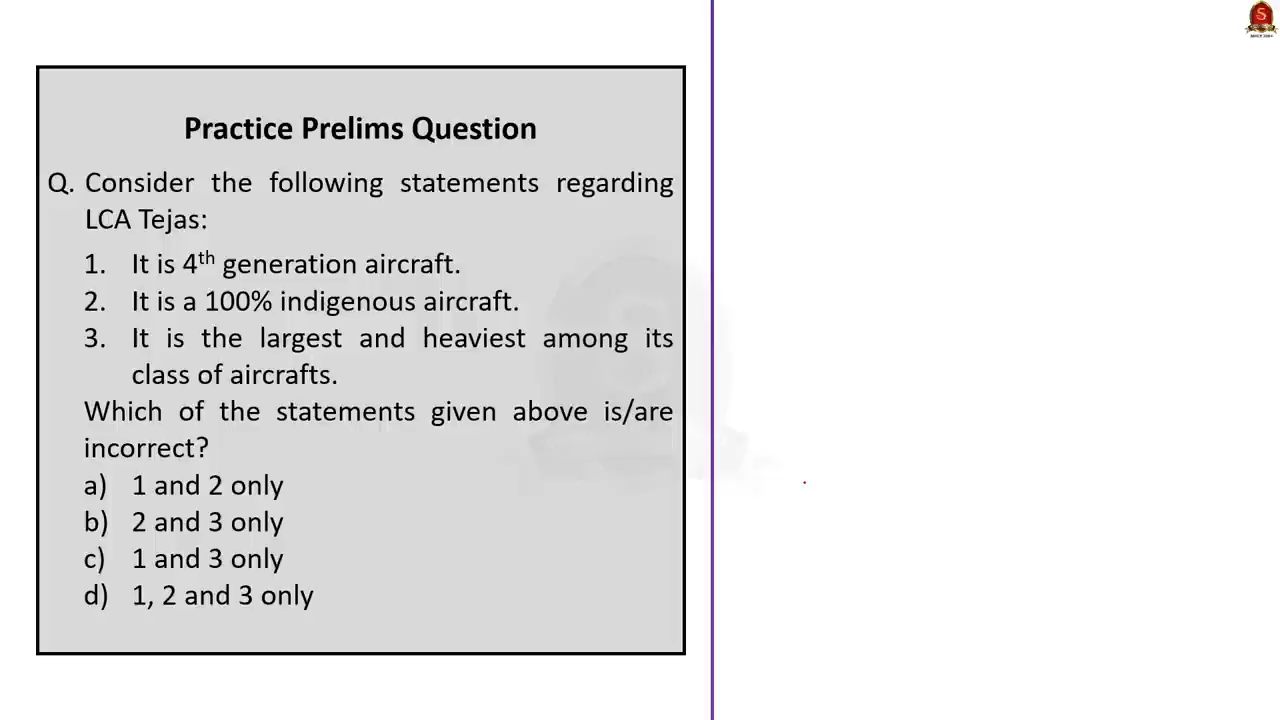 Practice Prelims Question
Q. Consider the following statements regarding
LCA Tejas:
1. It is 4th generation aircraft.
2. It is a 100% indigenous aircraft.
3. It is the largest and heaviest among its
class of aircrafts.
Which of the statements given above is/are
incorrect?
a) 1 and 2 only
b) 2 and 3 only
c) 1 and 3 only
d) 1, 2 and 3 only
S